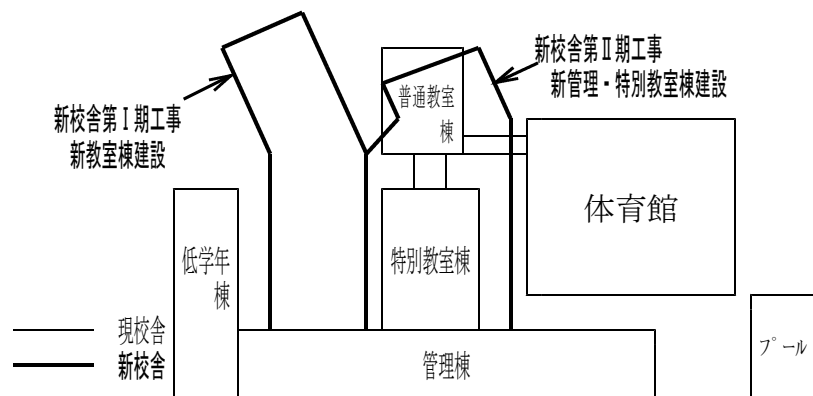 新校舎第Ⅱ期工事
新管理・特別教室棟建設
普通教室
棟
新校舎第Ⅰ期工事
新教室棟建設
体育館
低学年
棟
特別教室棟
現校舎
新校舎
管理棟
プール